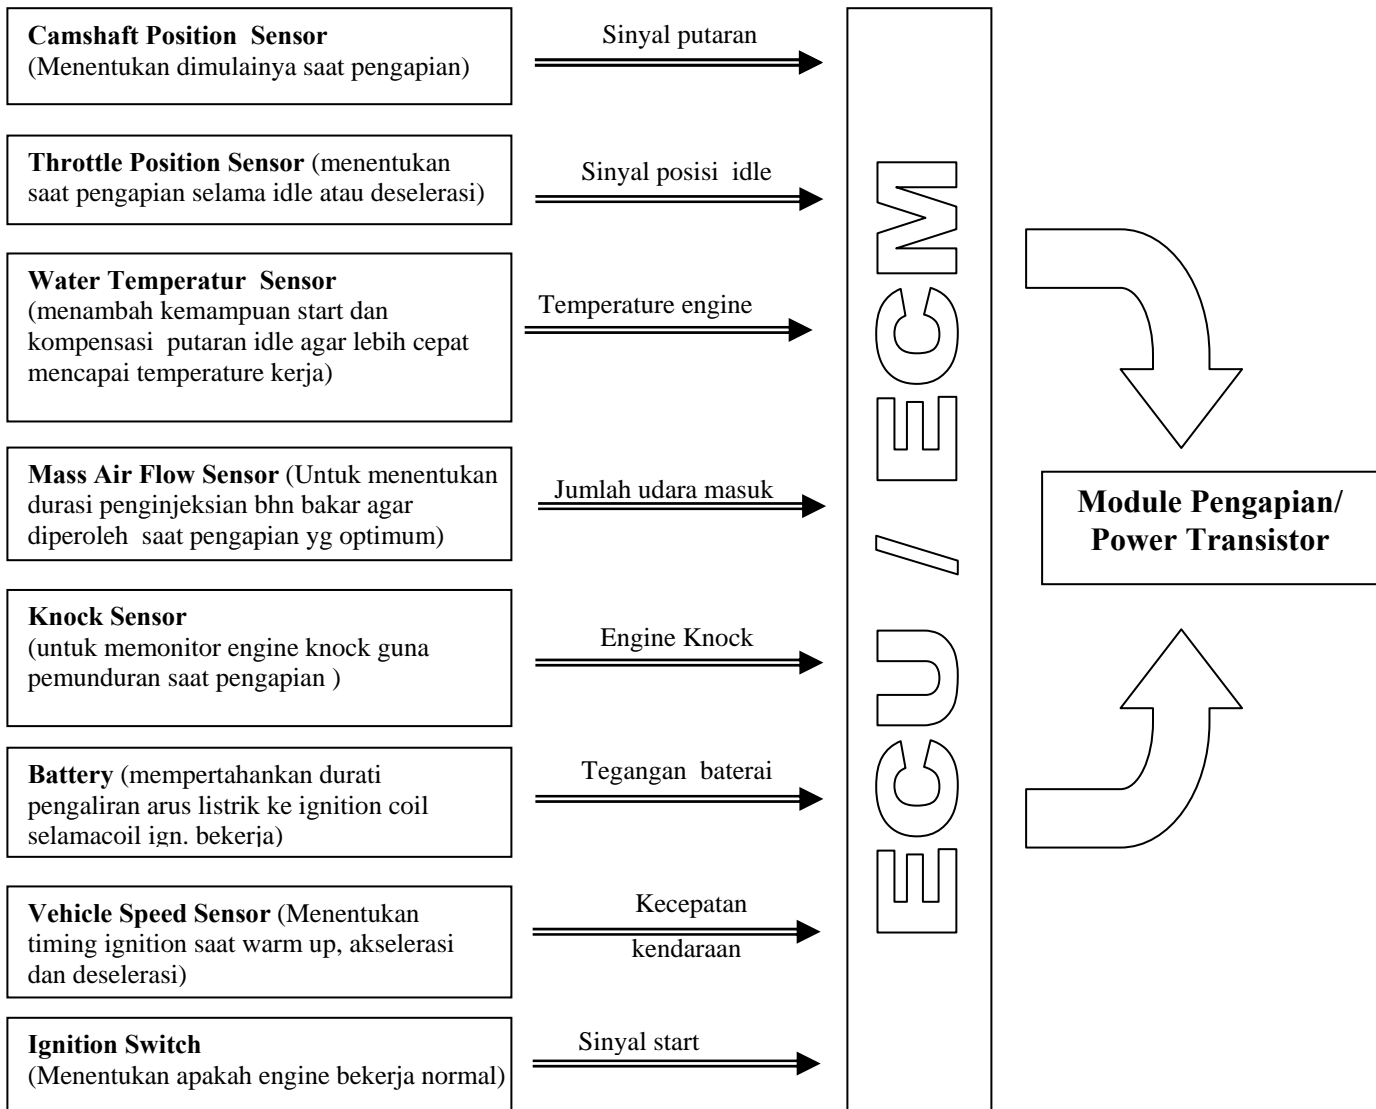 Camshaft Position Sensor
(Menentukan dimulainya saat pengapian)
Sinyal putaran
Throttle Position Sensor (menentukan
saat pengapian selama idle atau deselerasi)
Sinyal posisi idle
Water Temperatur Sensor
(menambah kemampuan start dan
kompensasi putaran idle agar lebih cepat
mencapai temperature kerja)
Temperature engine
Mass Air Flow Sensor (Untuk menentukan
durasi penginjeksian bhn bakar agar
diperoleh saat pengapian yg optimum)
Jumlah udara masuk
Knock Sensor
(untuk memonitor engine knock guna
pemunduran saat pengapian )
Engine Knock
Battery (mempertahankan durati
pengaliran arus listrik ke ignition coil
selamacoil ign. bekerja)
Tegangan baterai
Vehicle Speed Sensor (Menentukan
timing ignition saat warm up, akselerasi
dan deselerasi)
Kecepatan
kendaraan
Ignition Switch
(Menentukan apakah engine bekerja normal)
Sinyal start
ECU / ECM
Module Pengapian/
Power Transistor